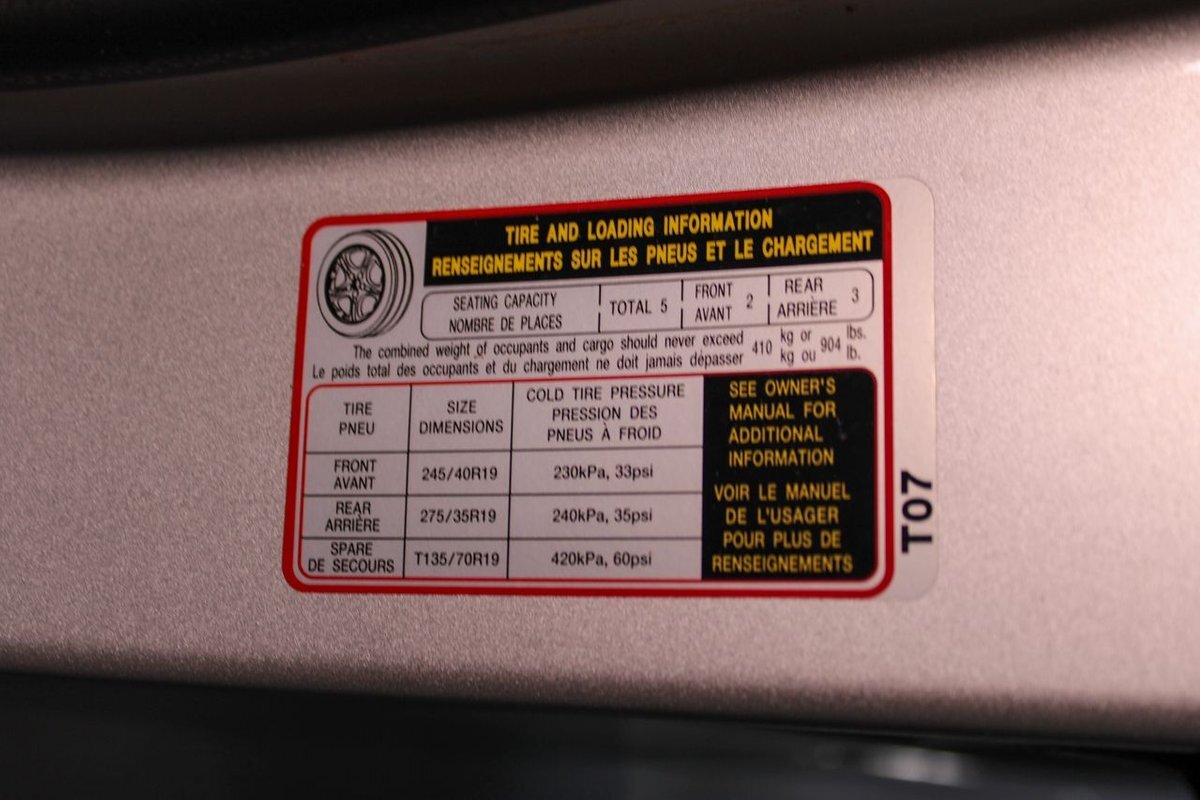 TIRE AND LOADING INFORMATION
RENSEIGNEMENTS SUR LES PNEUS ET LE CHARGEMENT
SEATING CAPACITY
NOMBRE DE PLACES
TOTAL 5
FRONT
AVANT
2
REAR
ARRIÈRE
3
The combined weight of occupants and cargo should never exceed 410 kg or 904 lbs.
Le poids total des occupants et du chargement ne doit jamais dépasser kg ou lb.
TIRE
PNEU
SIZE
DIMENSIONS
COLD TIRE PRESSURE
PRESSION DES
PNEUS À FROID
FRONT
AVANT
245/40R19
230kPa, 33psi
REAR
ARRIÈRE
275/35R19
240kPa, 35psi
SPARE
DE SECOURS
T135/70R19
420kPa, 60psi
SEE OWNER'S
MANUAL FOR
ADDITIONAL
INFORMATION
VOIR LE MANUEL
DE L'USAGER
POUR PLUS DE
RENSEIGNEMENTS
T07